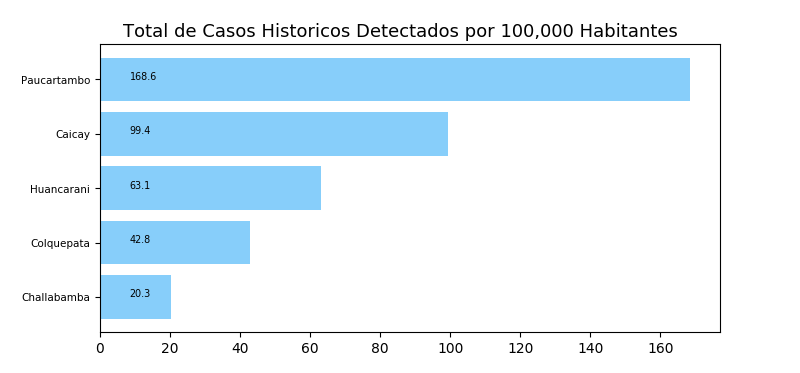 Total de Casos Historicos Detectados por 100,000 Habitantes
Paucartambo 168.6
Caicay 99.4
Huancarani 63.1
Colquepata 42.8
Challabamba 20.3
0 20 40 60 80 100 120 140 160